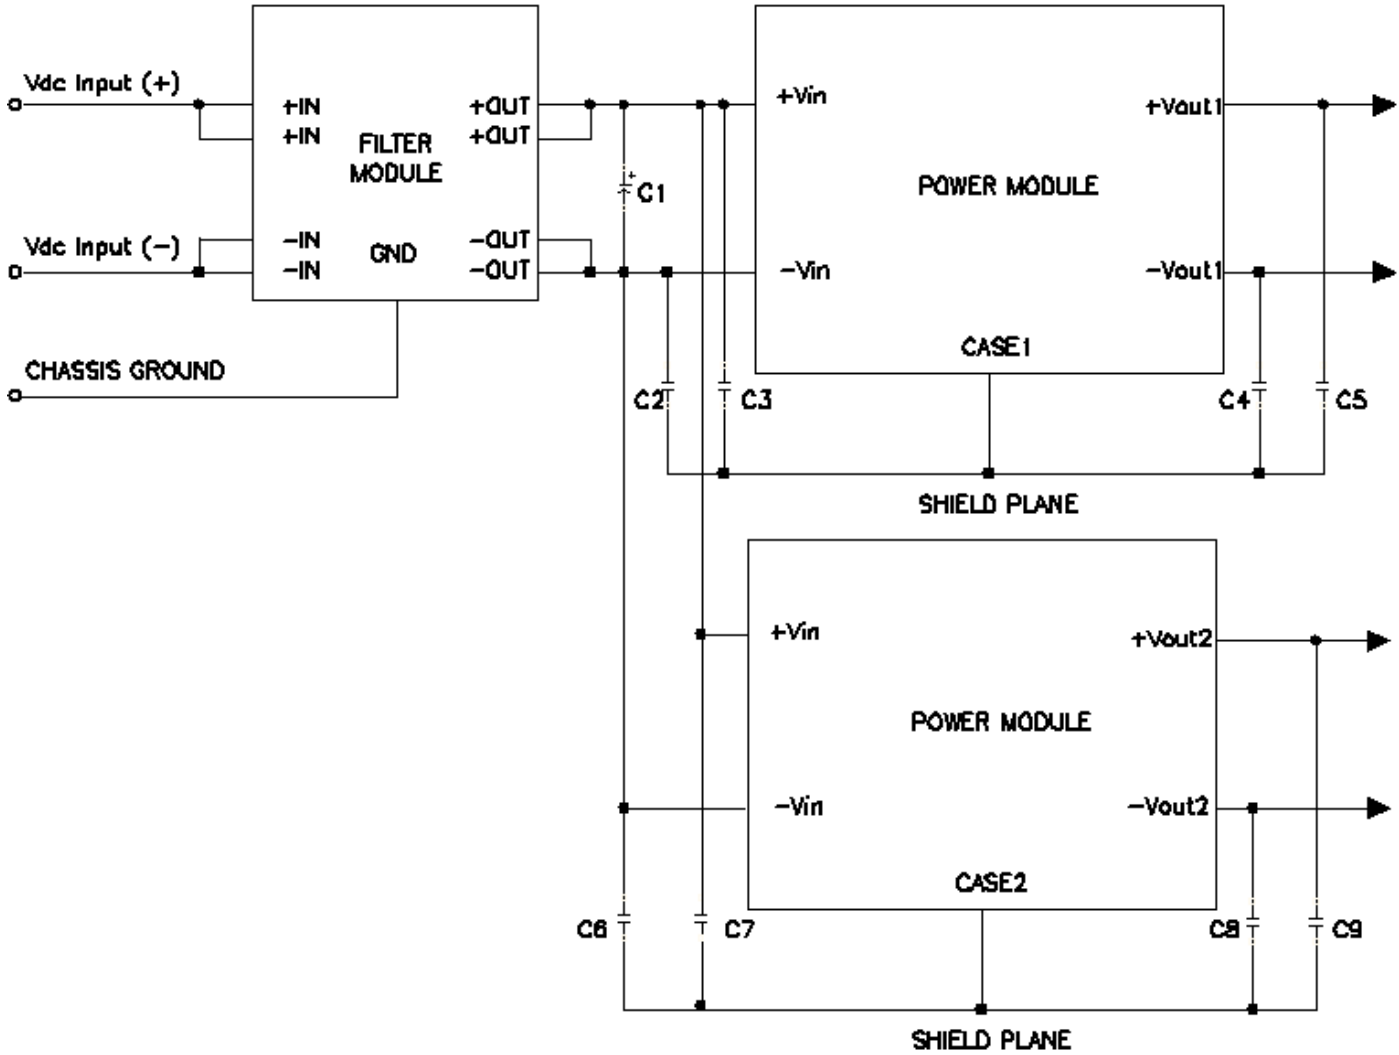 Vdc Input (+)
+IN
+IN
FILTER
MODULE
+OUT
+OUT
Vdc Input (−)
−IN
−IN
GND
−OUT
−OUT
CHASSIS GROUND
+
C1
+Vin
+Vout1
POWER MODULE
−Vin
−Vout1
CASE1
C2
C3
C4
C5
SHIELD PLANE
+Vin
+Vout2
POWER MODULE
−Vin
−Vout2
CASE2
C6
C7
C8
C9
SHIELD PLANE